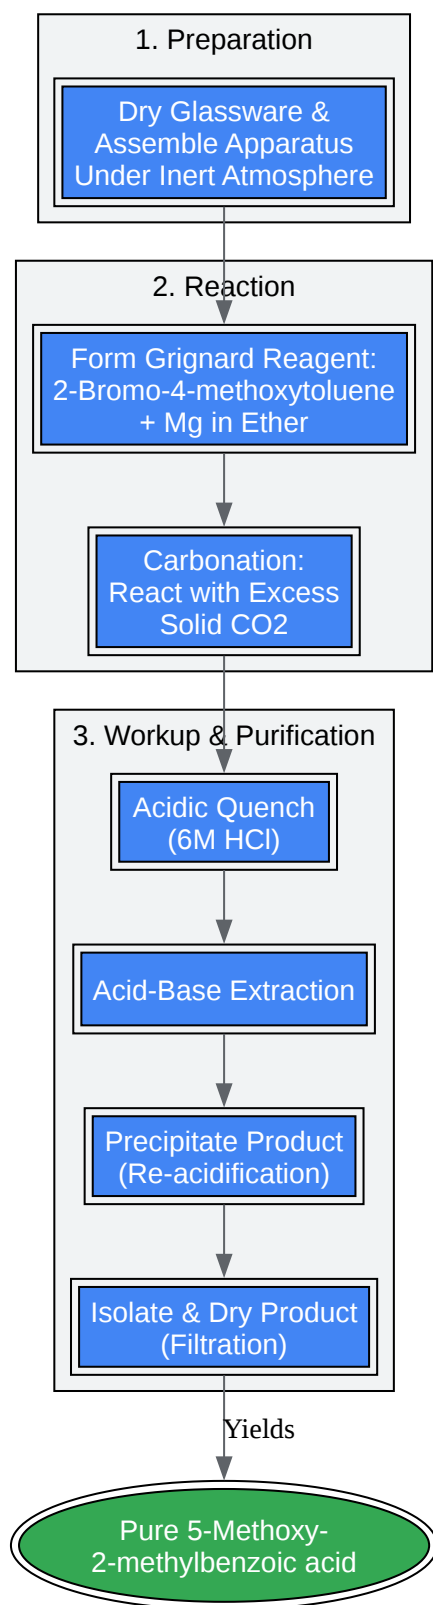 1. Preparation
Dry Glassware &
Assemble Apparatus
Under Inert Atmosphere
2. Reaction
Form Grignard Reagent:
2-Bromo-4-methoxytoluene
+ Mg in Ether
Carbonation:
React with Excess
Solid CO2
3. Workup & Purification
Acidic Quench
(6M HCl)
Acid-Base Extraction
Precipitate Product
(Re-acidification)
Isolate & Dry Product
(Filtration)
Yields
Pure 5-Methoxy-
2-methylbenzoic acid